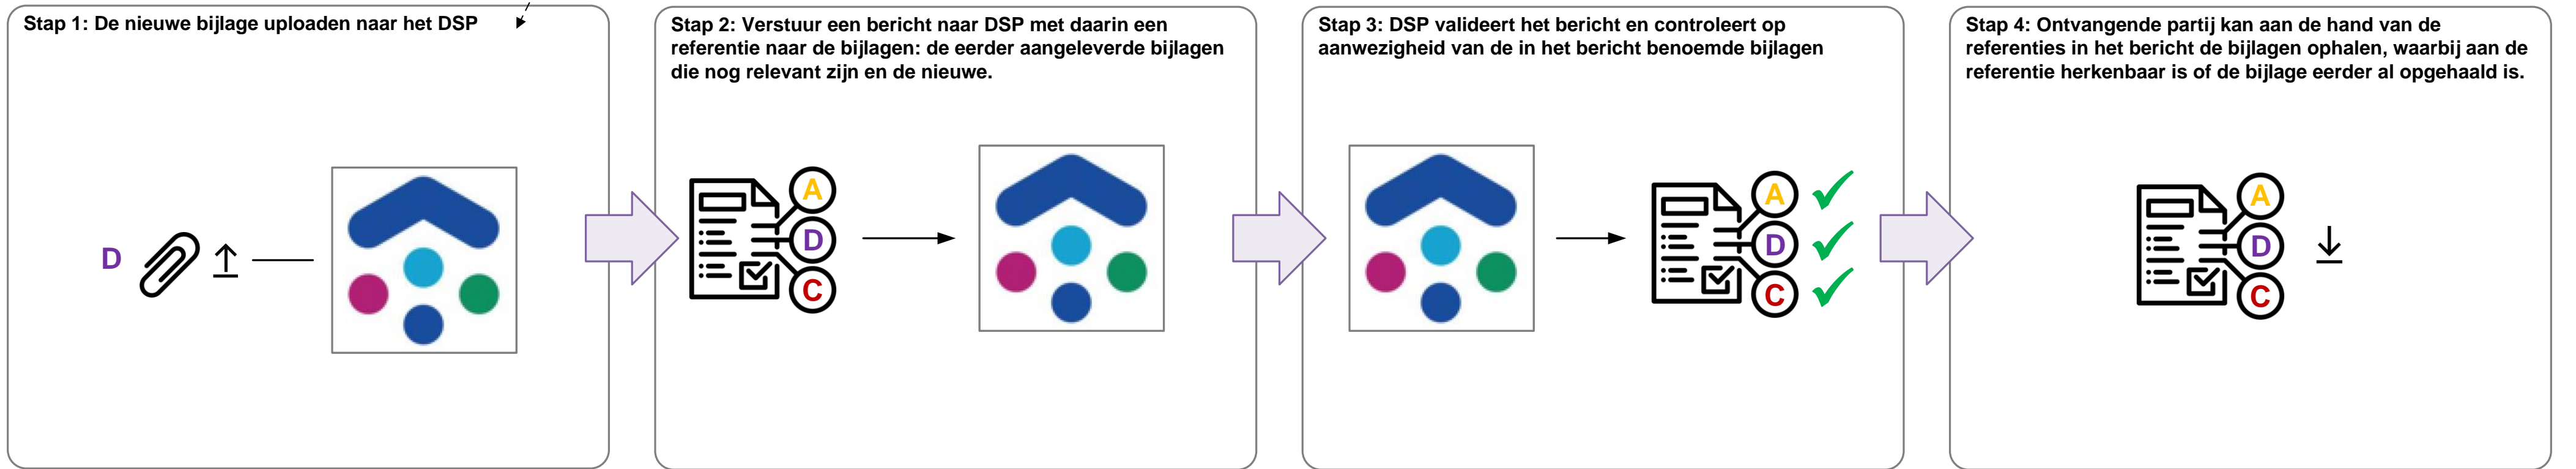 Stap 1: De nieuwe bijlage uploaden naar het DSP
D
Stap 2: Verstuur een bericht naar DSP met daarin een
referentie naar de bijlagen: de eerder aangeleverde bijlagen
die nog relevant zijn en de nieuwe.
A
D
C
Stap 3: DSP valideert het bericht en controleert op
aanwezigheid van de in het bericht benoemde bijlagen
A
D
C
Stap 4: Ontvangende partij kan aan de hand van de
referenties in het bericht de bijlagen ophalen, waarbij aan de
referentie herkenbaar is of de bijlage eerder al opgehaald is.
A
D
C